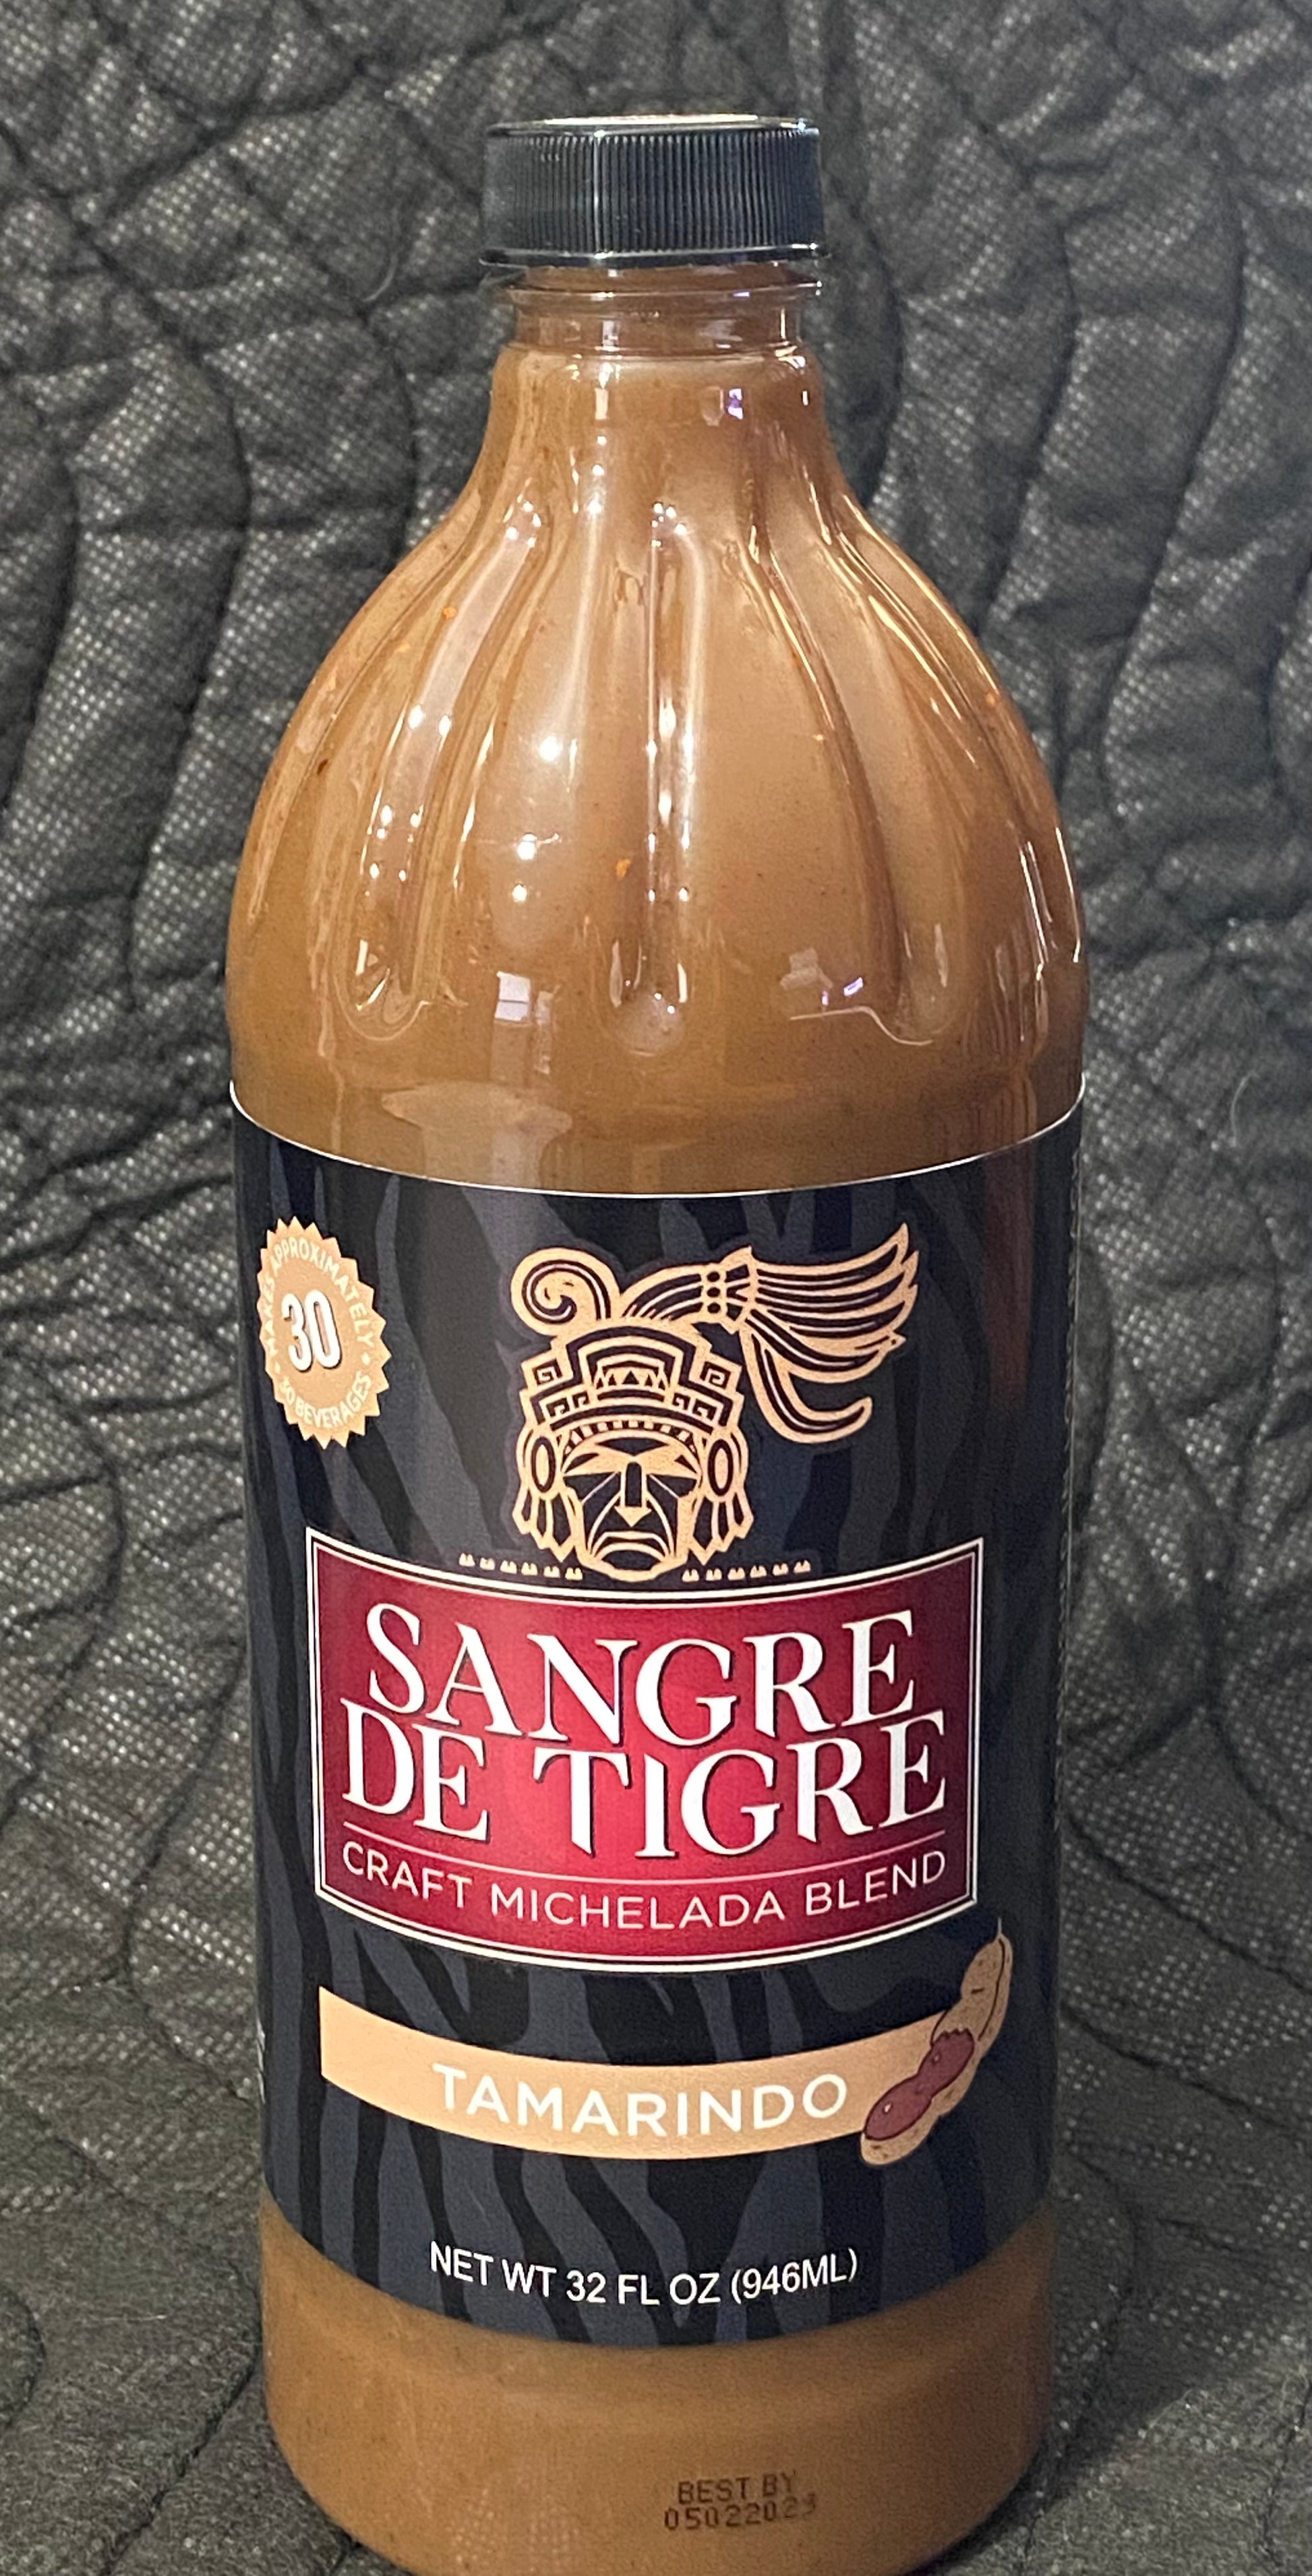 MAKES APPROXIMATELY
30
30 BEVERAGES
SANGRE
DE TIGRE
CRAFT MICHELADA BLEND
TAMARINDO
NET WT 32 FL OZ (946ML)
BEST BY
05022023